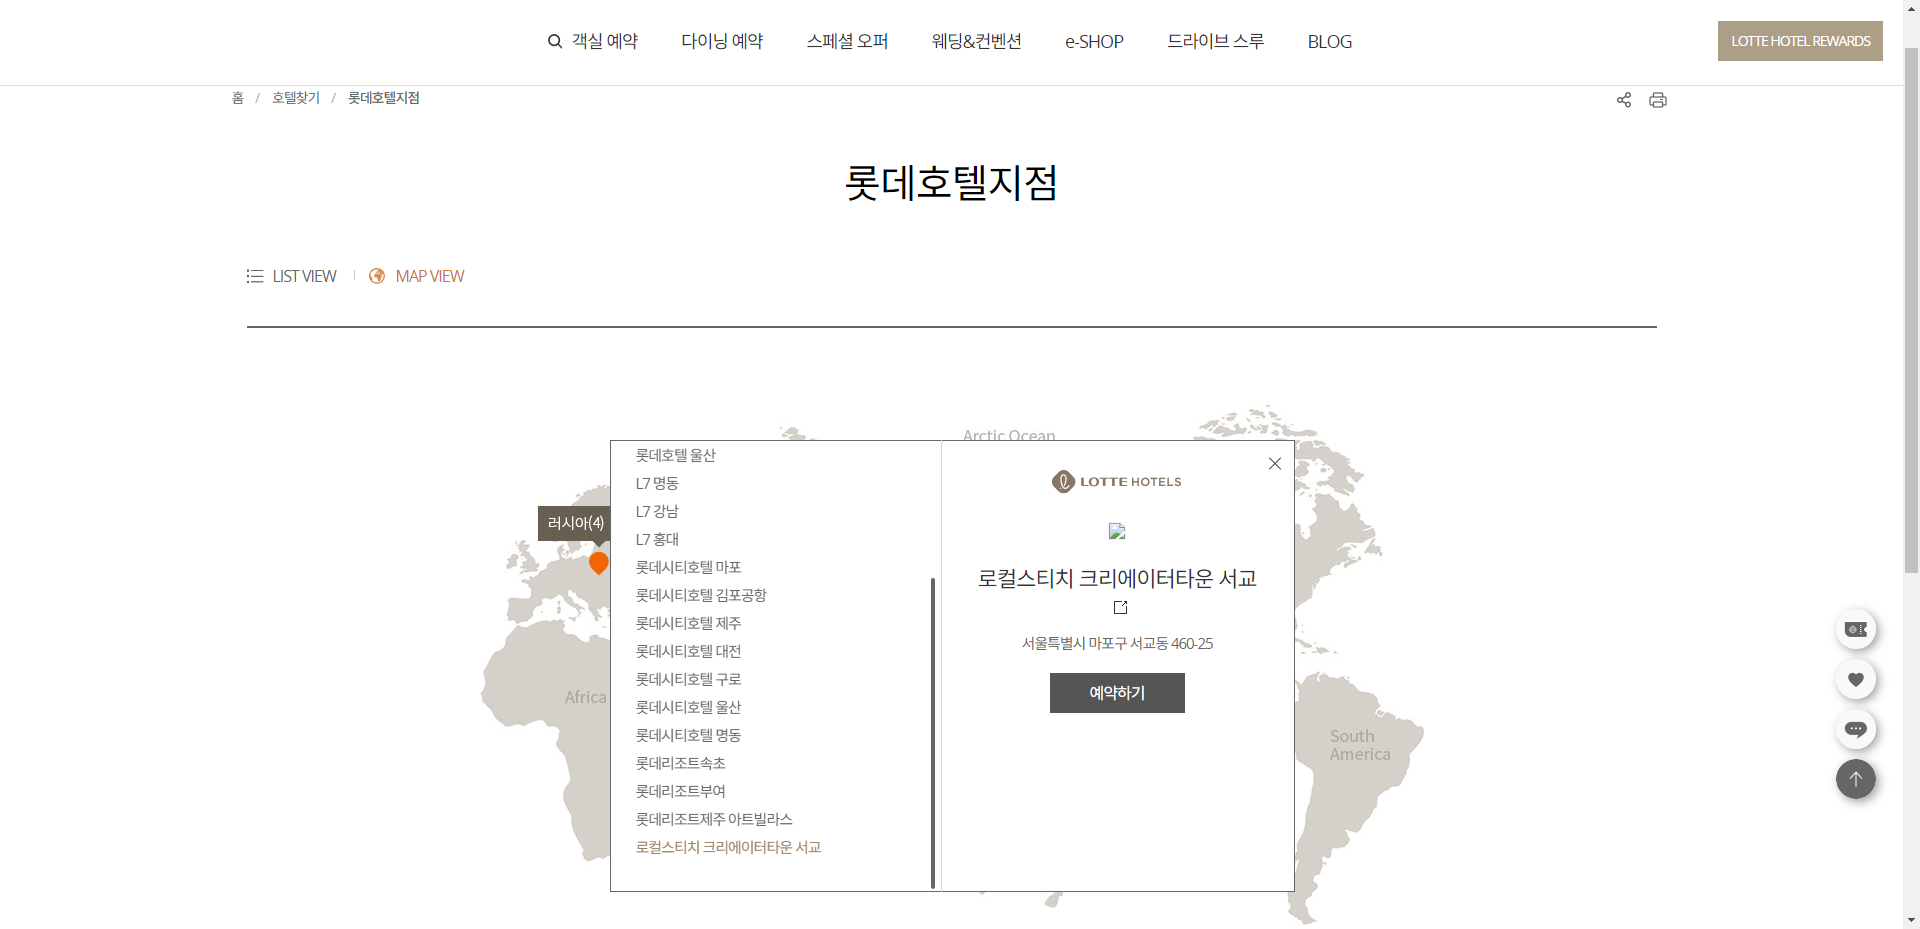 객실 예약 다이닝 예약 스페셜 오퍼 웨딩&컨벤션 e-SHOP 드라이브 스루 BLOG LOTTE HOTEL REWARDS
홈 / 호텔찾기 / 롯데호텔지점
롯데호텔지점
LIST VIEW MAP VIEW
Arctic Ocean
러시아(4)
Africa
롯데호텔 울산
L7 명동
L7 강남
L7 홍대
롯데시티호텔 마포
롯데시티호텔 김포공항
롯데시티호텔 제주
롯데시티호텔 대전
롯데시티호텔 구로
롯데시티호텔 울산
롯데시티호텔 명동
롯데리조트속초
롯데리조트부여
롯데리조트제주 아트빌라스
로컬스티치 크리에이터타운 서교
LOTTE HOTELS
로컬스티치 크리에이터타운 서교
서울특별시 마포구 서교동 460-25
예약하기
South
America